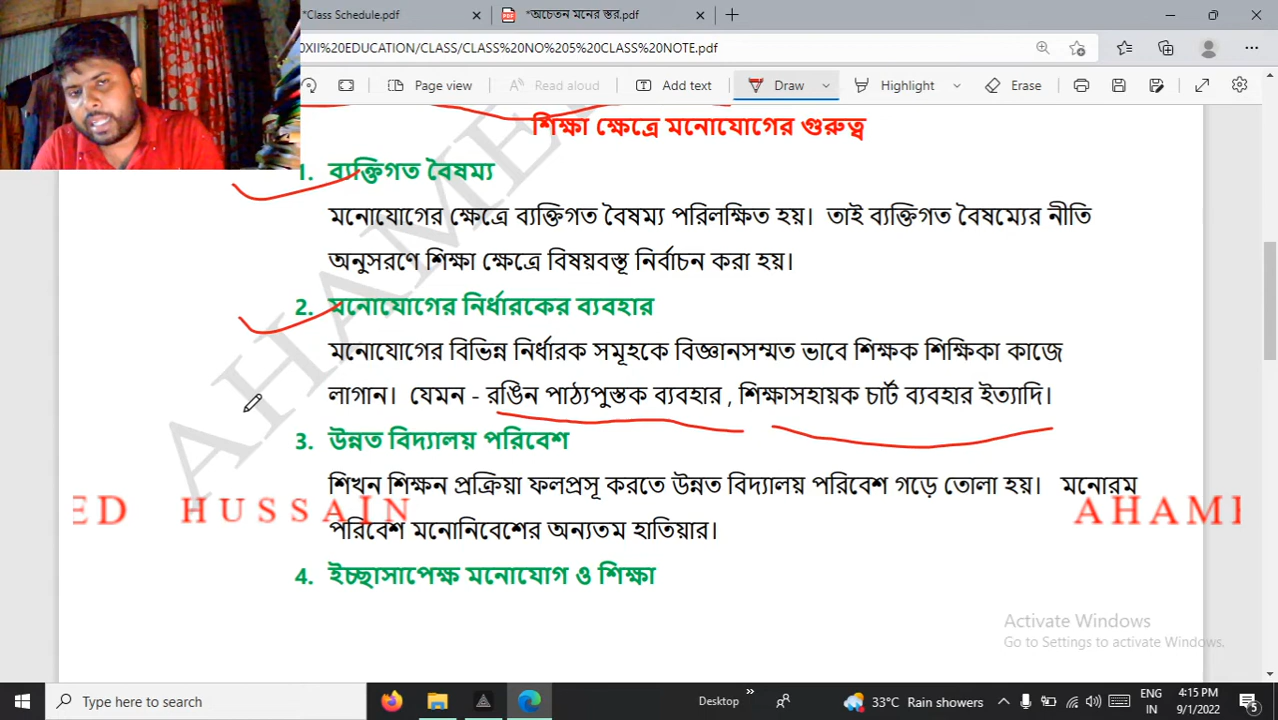 *Class Schedule.pdf
*অচেতন মনের স্তর.pdf
0XII%20EDUCATION/CLASS/CLASS%20NO%205%20CLASS%20NOTE.pdf
Page view
Read aloud
Add text
Draw
Highlight
Erase
শিক্ষা ক্ষেত্রে মনোযোগের গুরুত্ব
1. ব্যক্তিগত বৈষম্য
মনোযোগের ক্ষেত্রে ব্যক্তিগত বৈষম্য পরিলক্ষিত হয়। তাই ব্যক্তিগত বৈষম্যের নীতি
অনুসরণে শিক্ষা ক্ষেত্রে বিষয়বস্তূ নির্বাচন করা হয়।
2. মনোযোগের নির্ধারকের ব্যবহার
মনোযোগের বিভিন্ন নির্ধারক সমূহকে বিজ্ঞানসম্মত ভাবে শিক্ষক শিক্ষিকা কাজে
লাগান। যেমন - রঙিন পাঠ্যপুস্তক ব্যবহার , শিক্ষাসহায়ক চার্ট ব্যবহার ইত্যাদি।
3. উন্নত বিদ্যালয় পরিবেশ
শিখন শিক্ষন প্রক্রিয়া ফলপ্রসূ করতে উন্নত বিদ্যালয় পরিবেশ গড়ে তোলা হয়। মনোরম
ED HUSSAIN AHAME
পরিবেশ মনোনিবেশের অন্যতম হাতিয়ার।
4. ইচ্ছাসাপেক্ষ মনোযোগ ও শিক্ষা
AHAMED
Activate Windows
Go to Settings to activate Windows.
Type here to search
Desktop
33°C Rain showers
ENG
IN
4:15 PM
9/1/2022
5